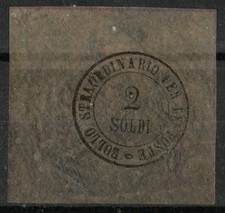 BOLLO STRAORDINARIO PER LE POSTE
2
SOLDI